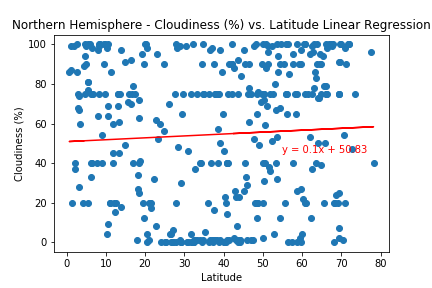 Northern Hemisphere - Cloudiness (%) vs. Latitude Linear Regression
100
80
60
40
20
0
Cloudiness (%)
y = 0.1x + 50.83
0 10 20 30 40 50 60 70 80
Latitude